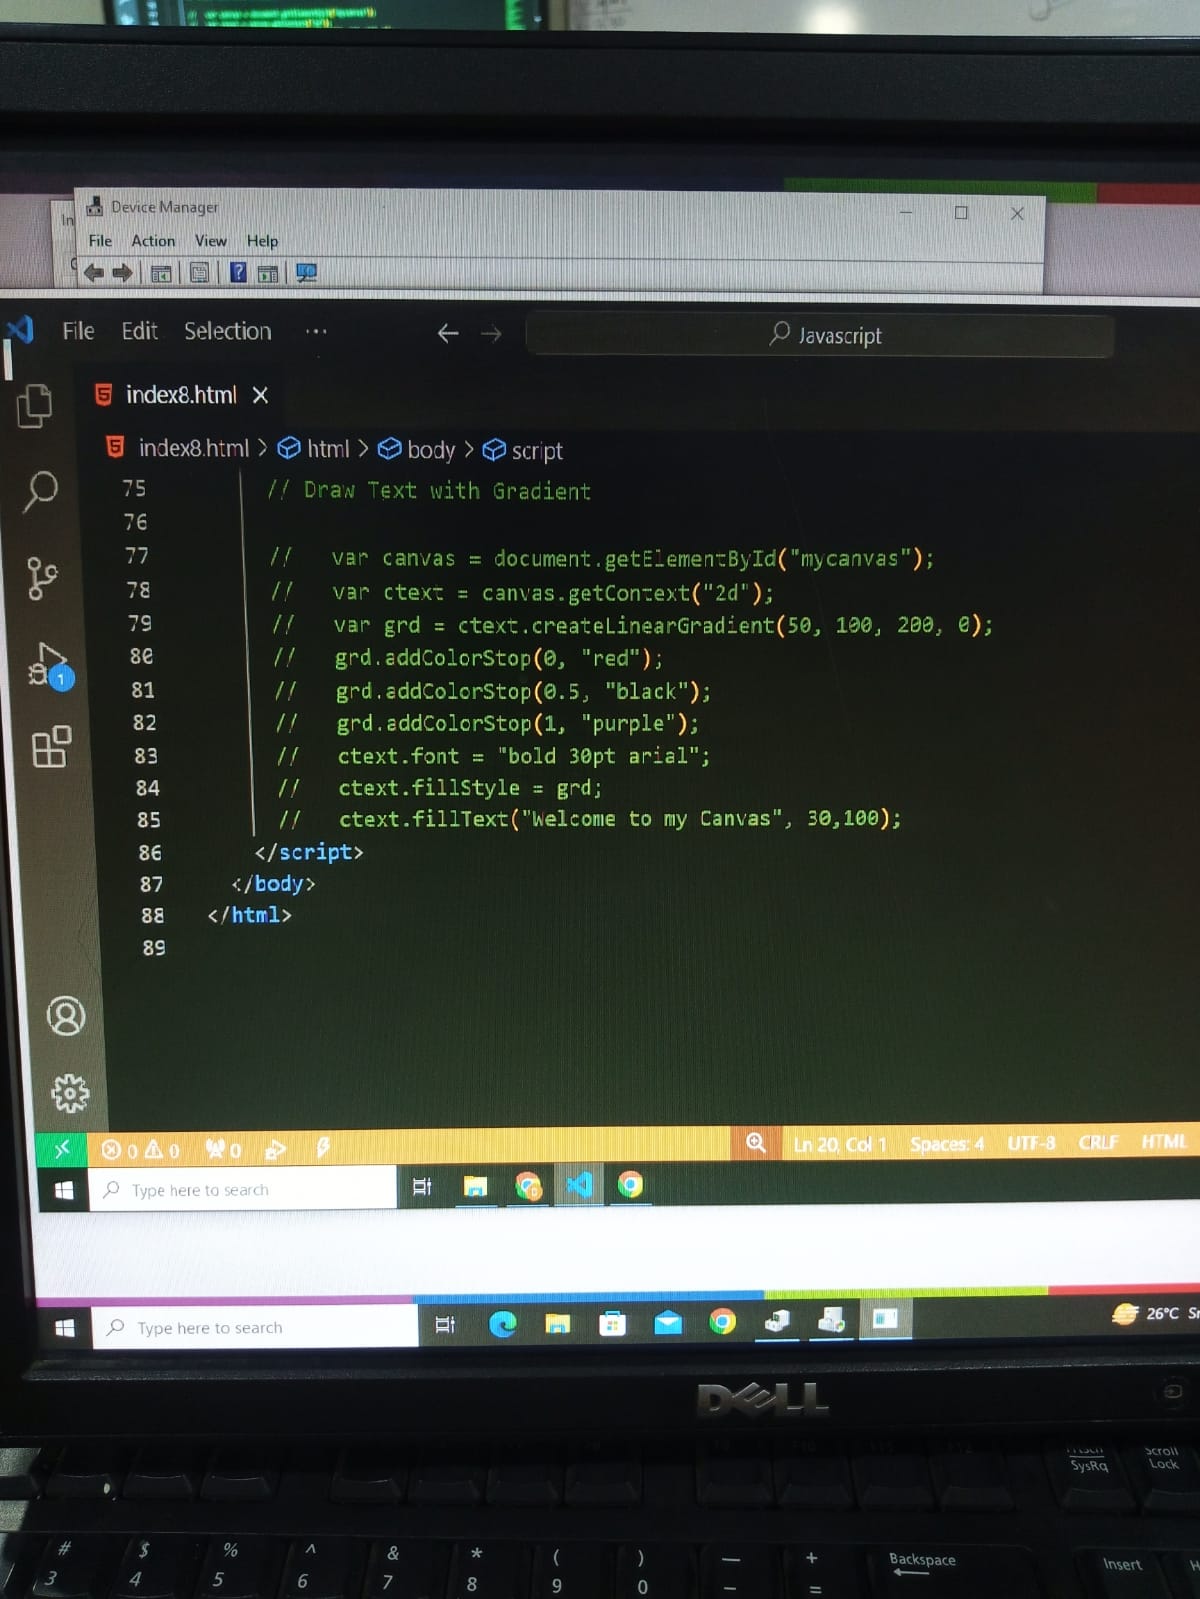 Device Manager
In
File Action View Help
File Edit Selection ···
Javascript
index8.html
index8.html > html > body > script
75 // Draw Text with Gradient
76
77 // var canvas = document.getElementById("mycanvas");
78 // var ctext = canvas.getContext("2d");
79 // var grd = ctext.createLinearGradient(50, 100, 200, 0);
80 // grd.addColorStop(0, "red");
81 // grd.addColorStop(0.5, "black");
82 // grd.addColorStop(1, "purple");
83 // ctext.font = "bold 30pt arial";
84 // ctext.fillStyle = grd;
85 // ctext.fillText("Welcome to my Canvas", 30,100);
86 </script>
87 </body>
88 </html>
89
1
0 0 0 Ln 20, Col 1 Spaces: 4 UTF-8 CRLF HTML
Type here to search
Type here to search 26°C
DELL
SysRq Scroll Lock
# $ % ^ & * ( ) — + Backspace Insert
3 4 5 6 7 8 9 0 - =